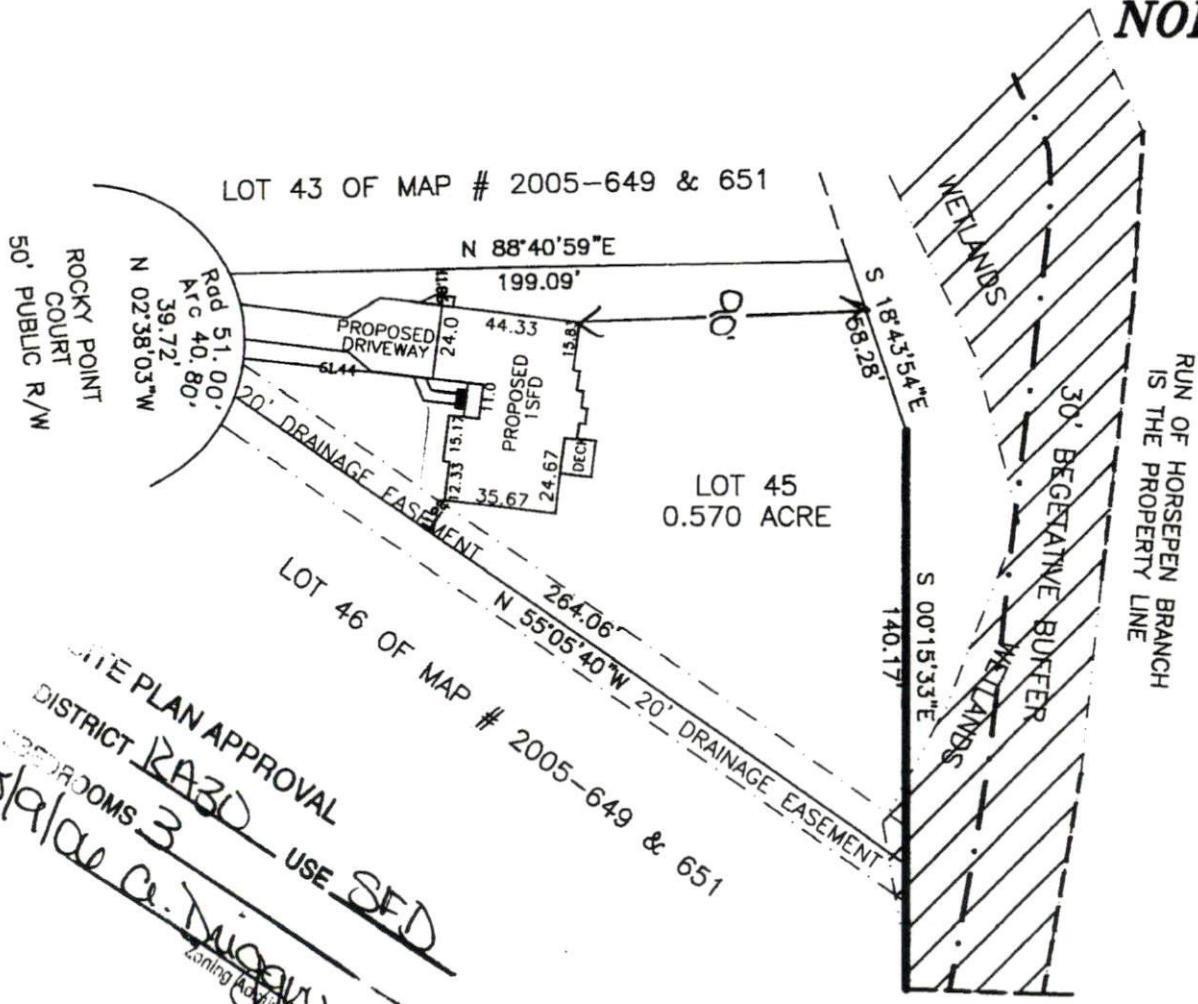 LOT 43 OF MAP # 2005-649 & 651
WETLANDS
RUN OF HORSEPEN BRANCH
IS THE PROPERTY LINE
N 88°40'59"E
199.09'
S 18°43'54"E
58.28'
90'
30' BEGETATIVE BUFFER
Rad 51.00'
Arc 40.80'
39.72'
N 02°38'03"W
ROCKY POINT
COURT
50' PUBLIC R/W
PROPOSED
DRIVEWAY
24.0
44.33
15.83
61.44
11.0
PROPOSED
1SFD
DECK
15.17
12.33
35.67
24.67
LOT 45
0.570 ACRE
20' DRAINAGE EASEMENT
S 00°15'33"E
140.17'
WETLANDS
264.06'
N 55°05'40"W
20' DRAINAGE EASEMENT
LOT 46 OF MAP # 2005-649 & 651
SITE PLAN APPROVAL
DISTRICT RA30 USE SFD
BEDROOMS 3
Zoning